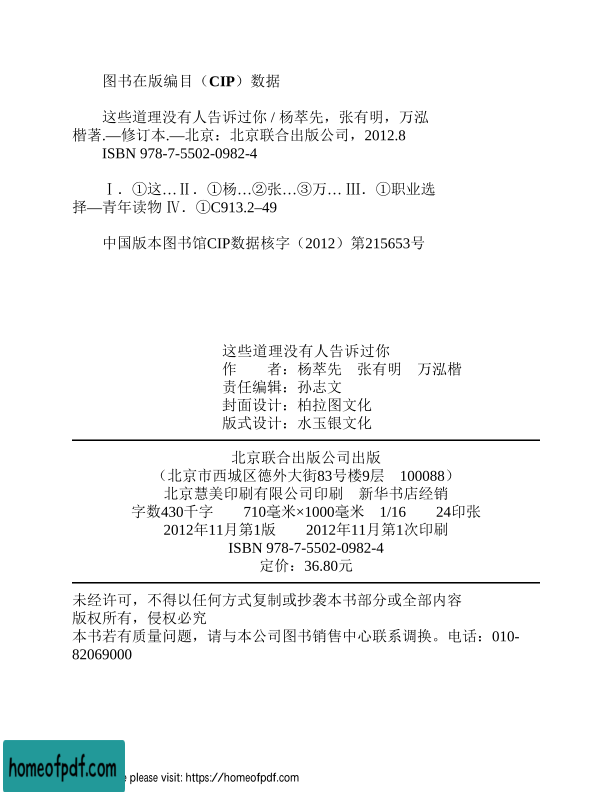 图书在版编目（CIP）数据
这些道理没有人告诉过你 / 杨萃先，张有明，万泓
楷著.—修订本.—北京：北京联合出版公司，2012.8
ISBN 978-7-5502-0982-4
Ⅰ．①这…Ⅱ．①杨…②张…③万… Ⅲ．①职业选
择—青年读物 Ⅳ．①C913.2–49
中国版本图书馆CIP数据核字（2012）第215653号
这些道理没有人告诉过你
作　　者：杨萃先　张有明　万泓楷
责任编辑：孙志文
封面设计：柏拉图文化
版式设计：水玉银文化
北京联合出版公司出版
（北京市西城区德外大街83号楼9层　100088）
北京慧美印刷有限公司印刷　新华书店经销
字数430千字　　710毫米×1000毫米　1/16　　24印张
2012年11月第1版　　2012年11月第1次印刷
ISBN 978-7-5502-0982-4
定价：36.80元
未经许可，不得以任何方式复制或抄袭本书部分或全部内容
版权所有，侵权必究
本书若有质量问题，请与本公司图书销售中心联系调换。电话：010-
82069000
homeofpdf.com
please visit: https://homeofpdf.com